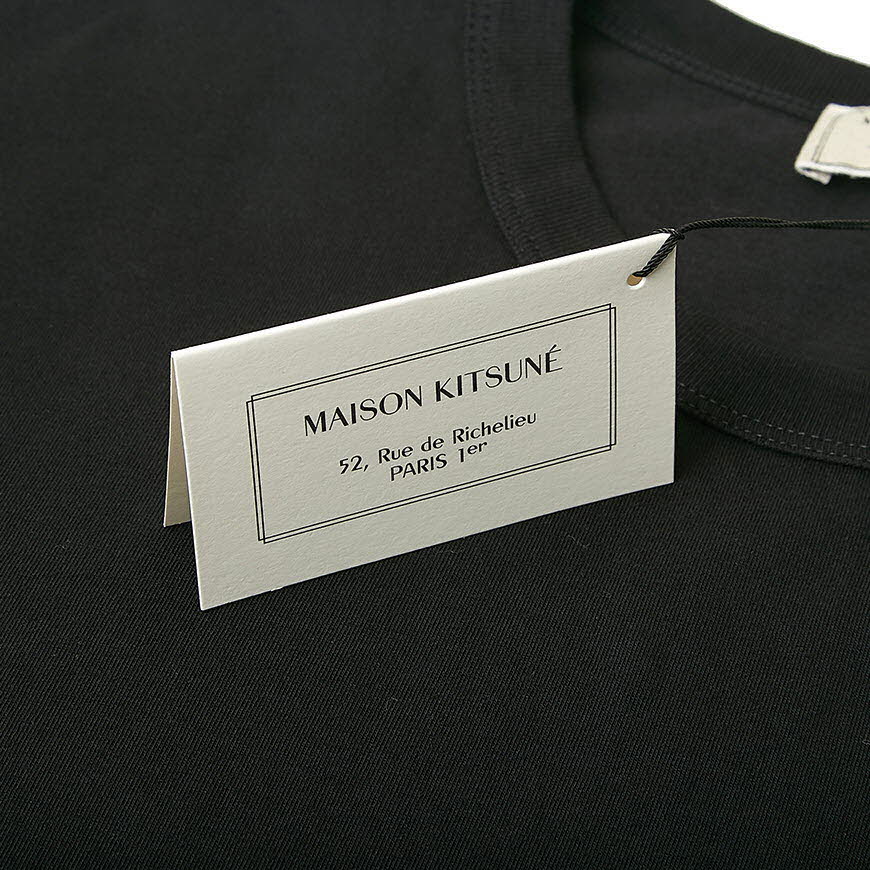 MAISON KITSUNÉ
52, Rue de Richelieu
PARIS 1er